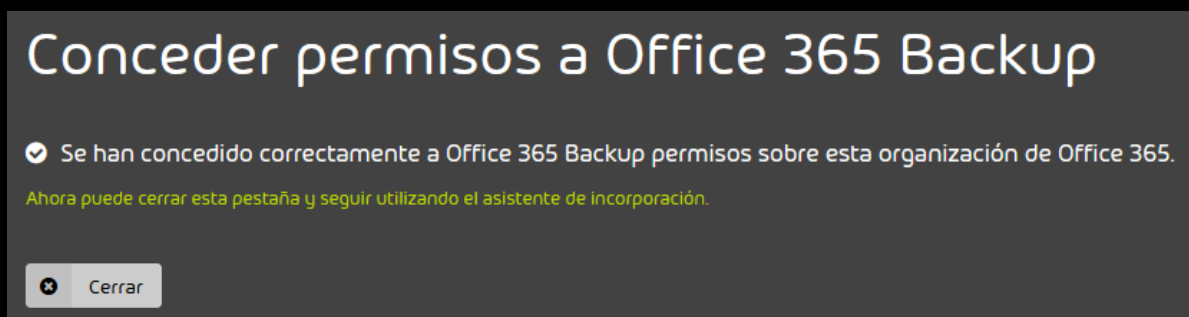 Conceder permisos a Office 365 Backup
Se han concedido correctamente a Office 365 Backup permisos sobre esta organización de Office 365.
Ahora puede cerrar esta pestaña y seguir utilizando el asistente de incorporación.
Cerrar